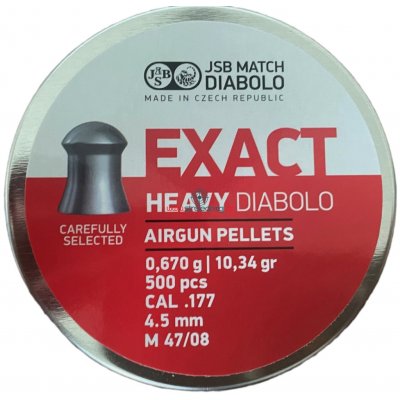 JSB
JSB MATCH
DIABOLO
MADE IN CZECH REPUBLIC
EXACT
HEAVY DIABOLO
CAREFULLY
SELECTED
AIRGUN PELLETS
0,670 g | 10,34 gr
500 pcs
CAL .177
4.5 mm
M 47/08